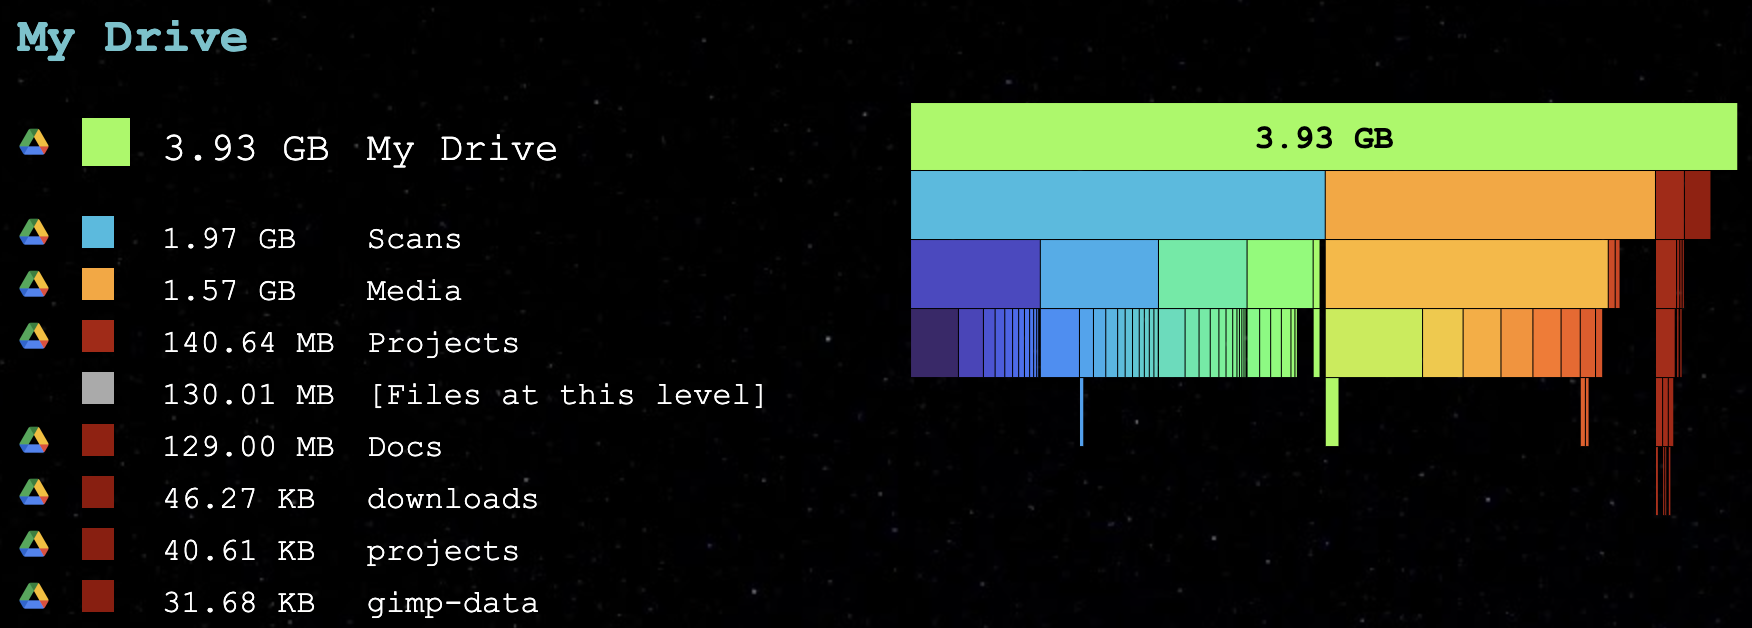 My Drive
3.93 GB My Drive
3.93 GB
1.97 GB Scans
1.57 GB Media
140.64 MB Projects
130.01 MB [Files at this level]
129.00 MB Docs
46.27 KB downloads
40.61 KB projects
31.68 KB gimp-data